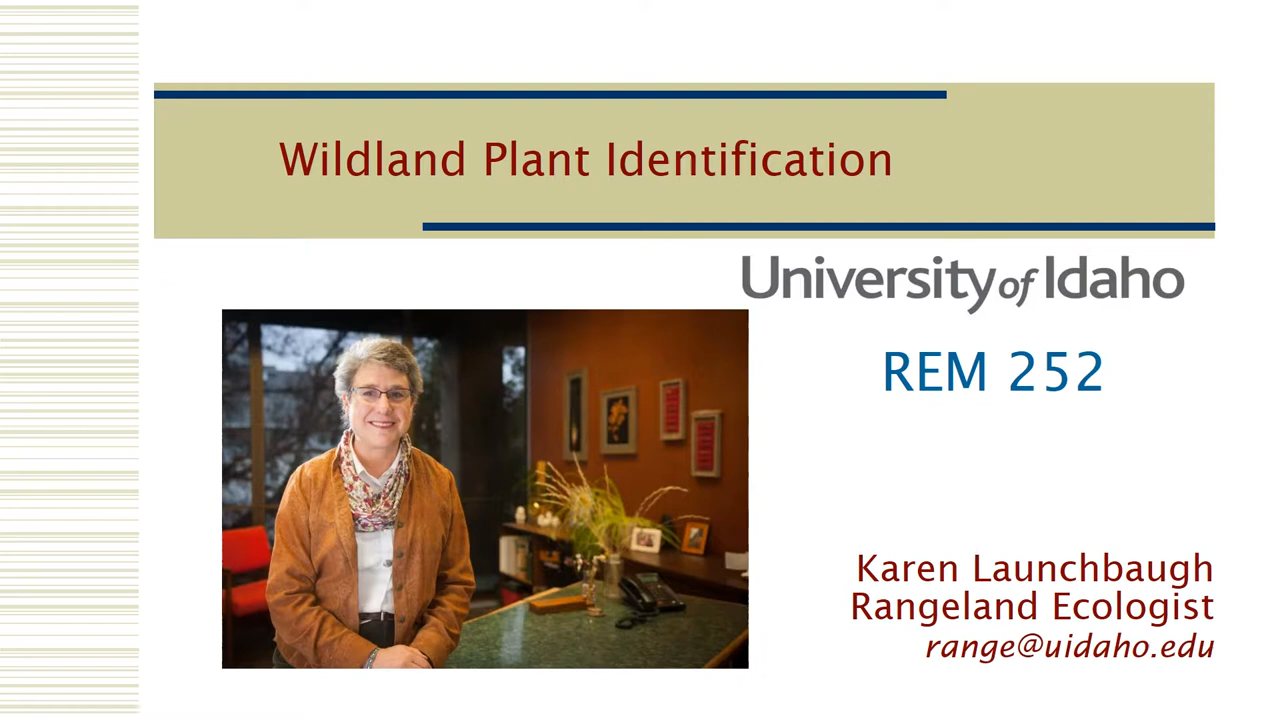 Wildland Plant Identification
University of Idaho
REM 252
Karen Launchbaugh
Rangeland Ecologist
range@uidaho.edu